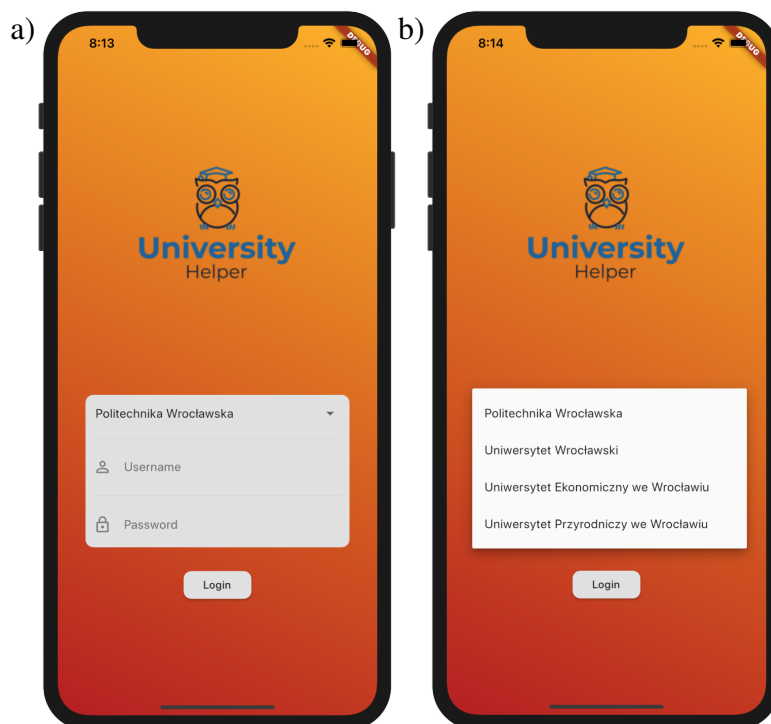 a)
8:13
DEBUG
University
Helper
Politechnika Wrocławska
Username
Password
Login
b)
8:14
DEBUG
University
Helper
Politechnika Wrocławska
Uniwersytet Wrocławski
Uniwersytet Ekonomiczny we Wrocławiu
Uniwersytet Przyrodniczy we Wrocławiu
Login